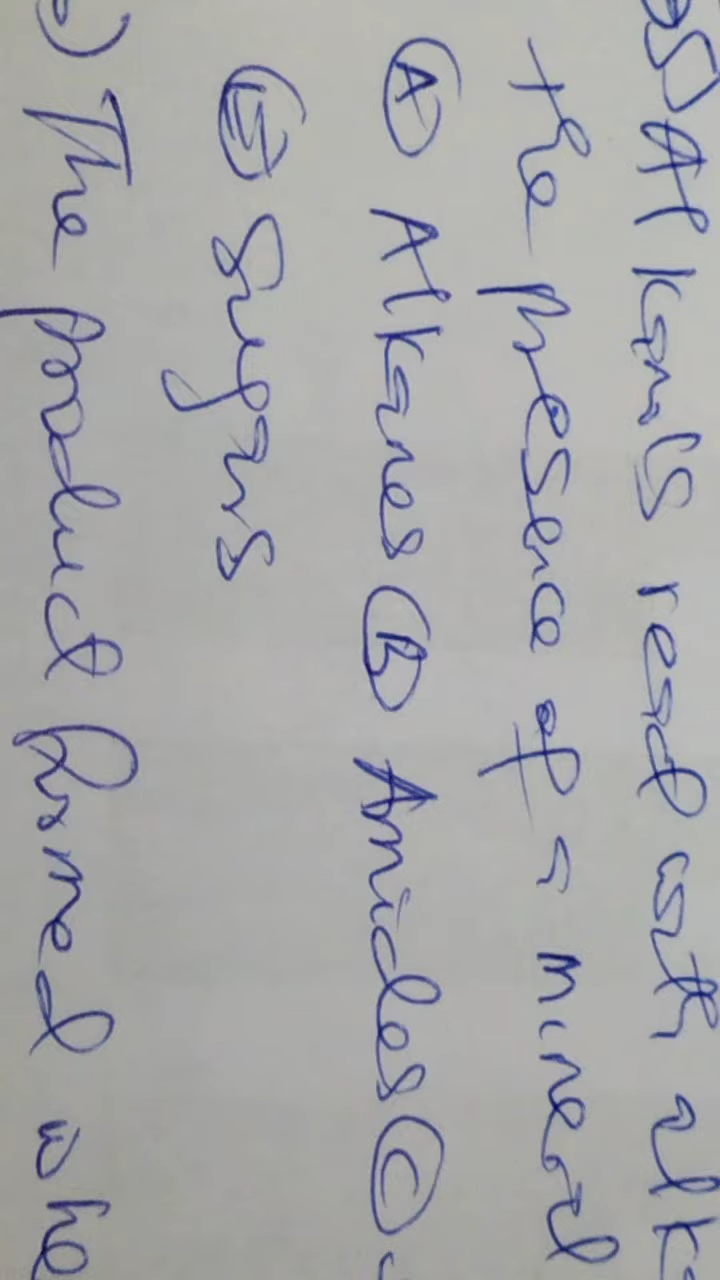 Alkanols react with alk
the presence of a mineral
(A) Alkanes (B) Amides (C)
(E) Sugars
) The product formed whe